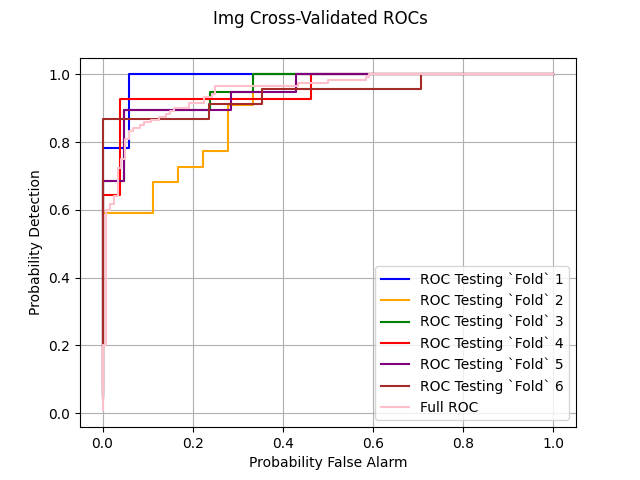 Img Cross-Validated ROCs
1.0
0.8
0.6
0.4
0.2
0.0
Probability Detection
0.0 0.2 0.4 0.6 0.8 1.0
Probability False Alarm
ROC Testing `Fold` 1
ROC Testing `Fold` 2
ROC Testing `Fold` 3
ROC Testing `Fold` 4
ROC Testing `Fold` 5
ROC Testing `Fold` 6
Full ROC